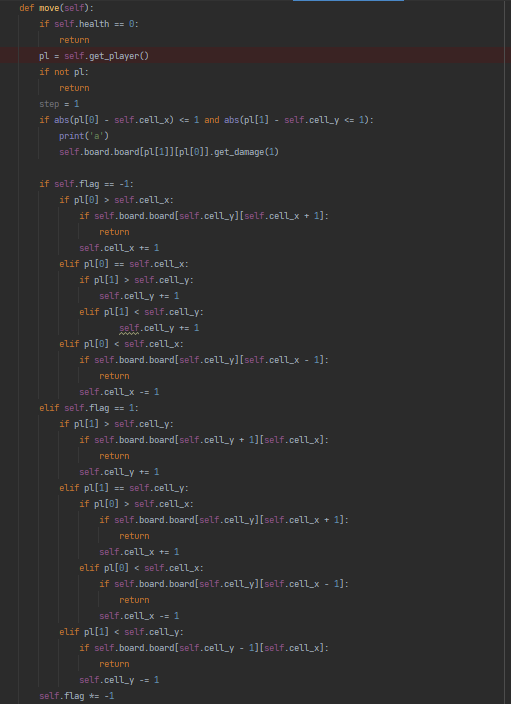 def move(self):
    if self.health == 0:
        return
    pl = self.get_player()
    if not pl:
        return
    step = 1
    if abs(pl[0] - self.cell_x) <= 1 and abs(pl[1] - self.cell_y <= 1):
        print('a')
        self.board.board[pl[1]][pl[0]].get_damage(1)

    if self.flag == -1:
        if pl[0] > self.cell_x:
            if self.board.board[self.cell_y][self.cell_x + 1]:
                return
            self.cell_x += 1
        elif pl[0] == self.cell_x:
            if pl[1] > self.cell_y:
                self.cell_y += 1
            elif pl[1] < self.cell_y:
                    self.cell_y += 1
        elif pl[0] < self.cell_x:
            if self.board.board[self.cell_y][self.cell_x - 1]:
                return
            self.cell_x -= 1
    elif self.flag == 1:
        if pl[1] > self.cell_y:
            if self.board.board[self.cell_y + 1][self.cell_x]:
                return
            self.cell_y += 1
        elif pl[1] == self.cell_y:
            if pl[0] > self.cell_x:
                if self.board.board[self.cell_y][self.cell_x + 1]:
                    return
                self.cell_x += 1
            elif pl[0] < self.cell_x:
                if self.board.board[self.cell_y][self.cell_x - 1]:
                    return
                self.cell_x -= 1
        elif pl[1] < self.cell_y:
            if self.board.board[self.cell_y - 1][self.cell_x]:
                return
            self.cell_y -= 1
    self.flag *= -1